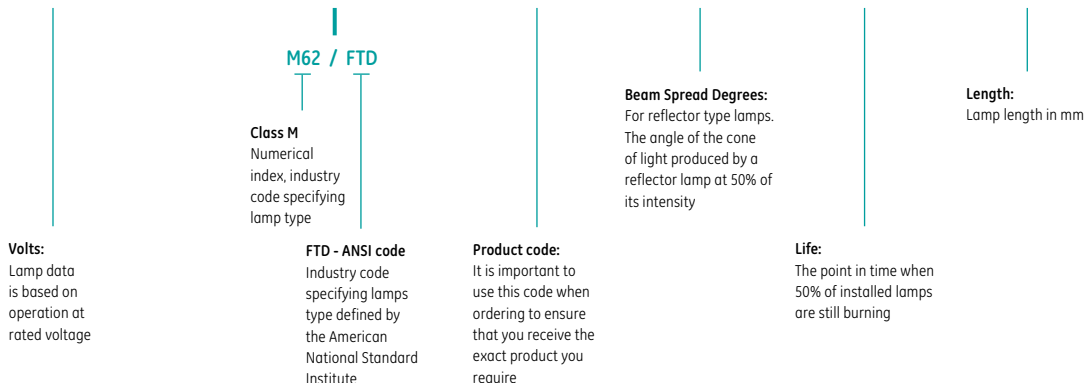 M62 / FTD
Class M
Numerical
index, industry
code specifying
lamp type
Beam Spread Degrees:
For reflector type lamps.
The angle of the cone
of light produced by a
reflector lamp at 50% of
its intensity
Length:
Lamp length in mm
Volts:
Lamp data
is based on
operation at
rated voltage
FTD - ANSI code
Industry code
specifying lamps
type defined by
the American
National Standard
Institute
Product code:
It is important to
use this code when
ordering to ensure
that you receive the
exact product you
require
Life:
The point in time when
50% of installed lamps
are still burning